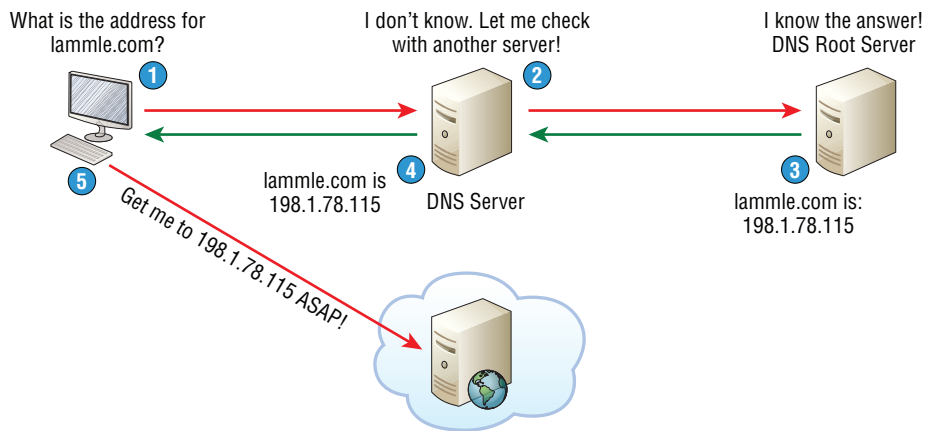 What is the address for
lammle.com?
1
I don't know. Let me check
with another server!
2
I know the answer!
DNS Root Server
3
lammle.com is:
198.1.78.115
4
lammle.com is
198.1.78.115
DNS Server
5
Get me to 198.1.78.115 ASAP!